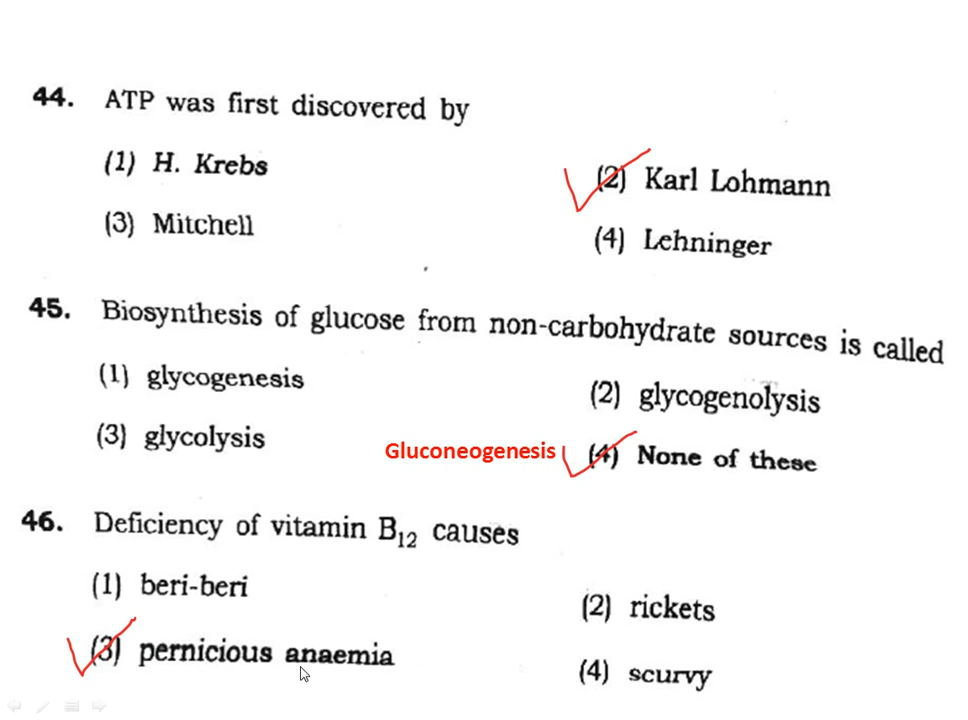 44. ATP was first discovered by
(1) H. Krebs
(2) Karl Lohmann
(3) Mitchell
(4) Lehninger
45. Biosynthesis of glucose from non-carbohydrate sources is called
(1) glycogenesis
(2) glycogenolysis
(3) glycolysis
Gluconeogenesis (4) None of these
46. Deficiency of vitamin B₁₂ causes
(1) beri-beri
(2) rickets
(3) pernicious anaemia
(4) scurvy